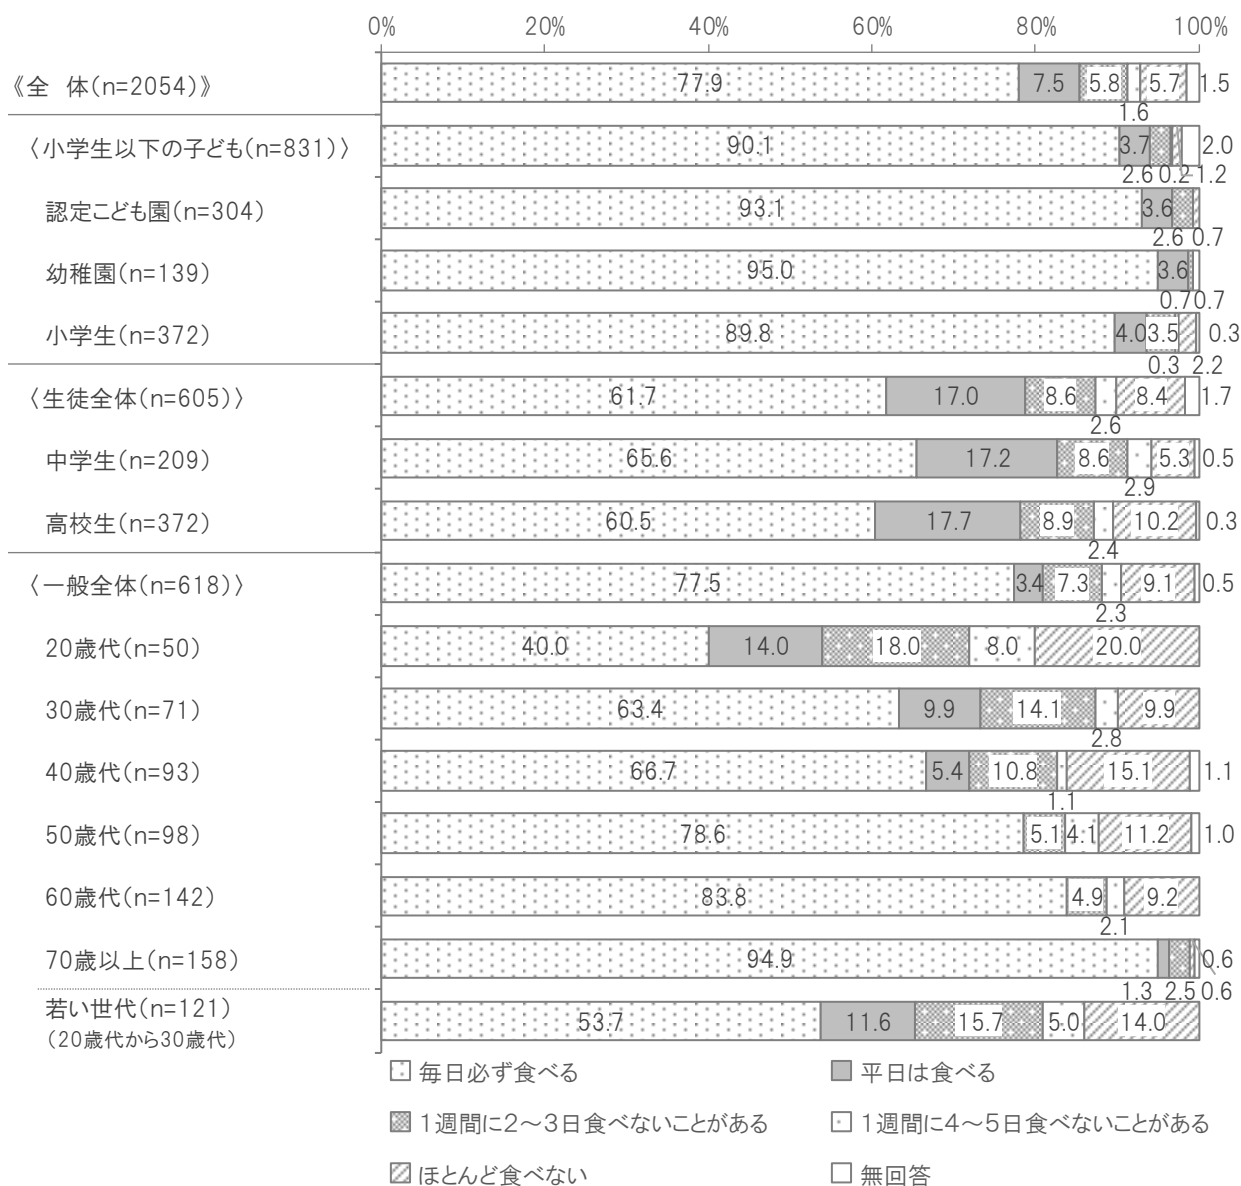 0% 20% 40% 60% 80% 100%
《全 体(n=2054)》 77.9 7.5 5.8 5.7 1.5
1.6
〈小学生以下の子ども(n=831)〉 90.1 3.7 2.0
2.6 0.2 1.2
認定こども園(n=304) 93.1 3.6
2.6 0.7
幼稚園(n=139) 95.0 3.6
0.7 0.7
小学生(n=372) 89.8 4.0 3.5 0.3
0.3 2.2
〈生徒全体(n=605)〉 61.7 17.0 8.6 8.4 1.7
2.6
中学生(n=209) 65.6 17.2 8.6 5.3 0.5
2.9
高校生(n=372) 60.5 17.7 8.9 10.2 0.3
2.4
〈一般全体(n=618)〉 77.5 3.4 7.3 9.1 0.5
2.3
20歳代(n=50) 40.0 14.0 18.0 8.0 20.0
30歳代(n=71) 63.4 9.9 14.1 9.9
2.8
40歳代(n=93) 66.7 5.4 10.8 15.1 1.1
1.1
50歳代(n=98) 78.6 5.1 4.1 11.2 1.0
60歳代(n=142) 83.8 4.9 9.2
2.1
70歳以上(n=158) 94.9 0.6
1.3 2.5 0.6
若い世代(n=121) 53.7 11.6 15.7 5.0 14.0
(20歳代から30歳代)
毎日必ず食べる 平日は食べる
1週間に2～3日食べないことがある 1週間に4～5日食べないことがある
ほとんど食べない 無回答